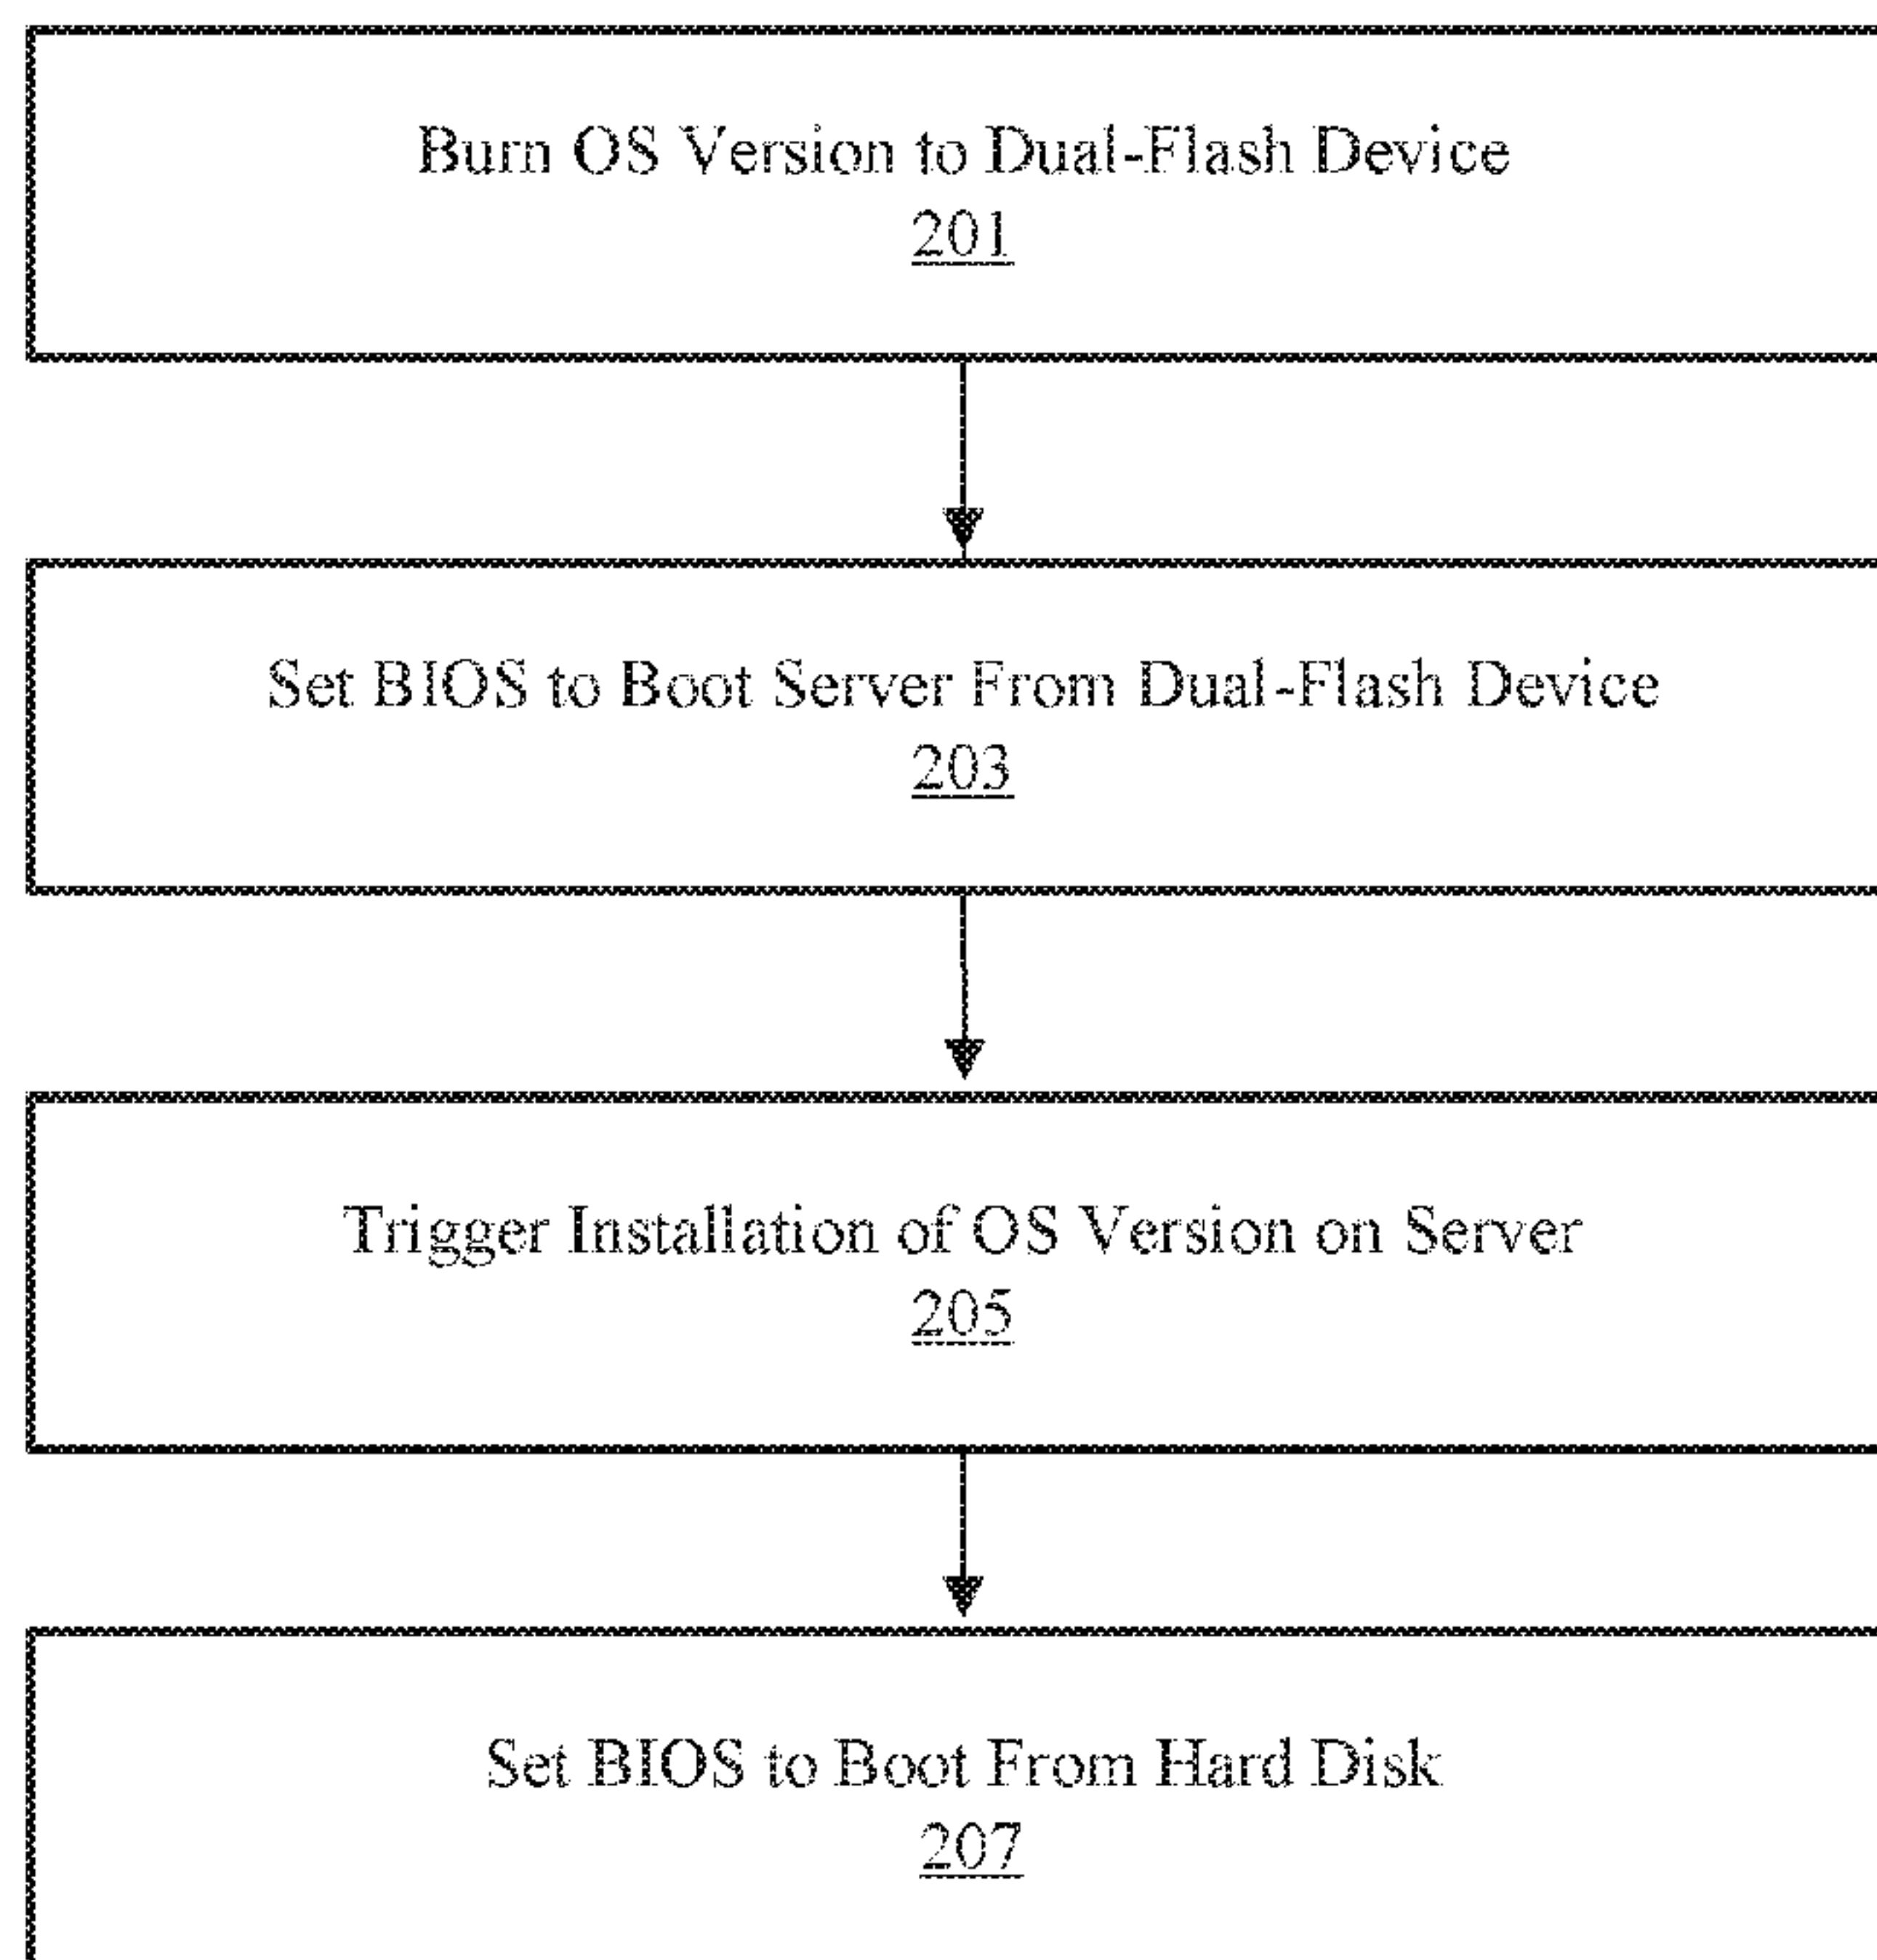 Burn OS Version to Dual-Flash Device
201
Set BIOS to Boot Server From Dual-Flash Device
203
Trigger Installation of OS Version on Server
205
Set BIOS to Boot From Hard Disk
207